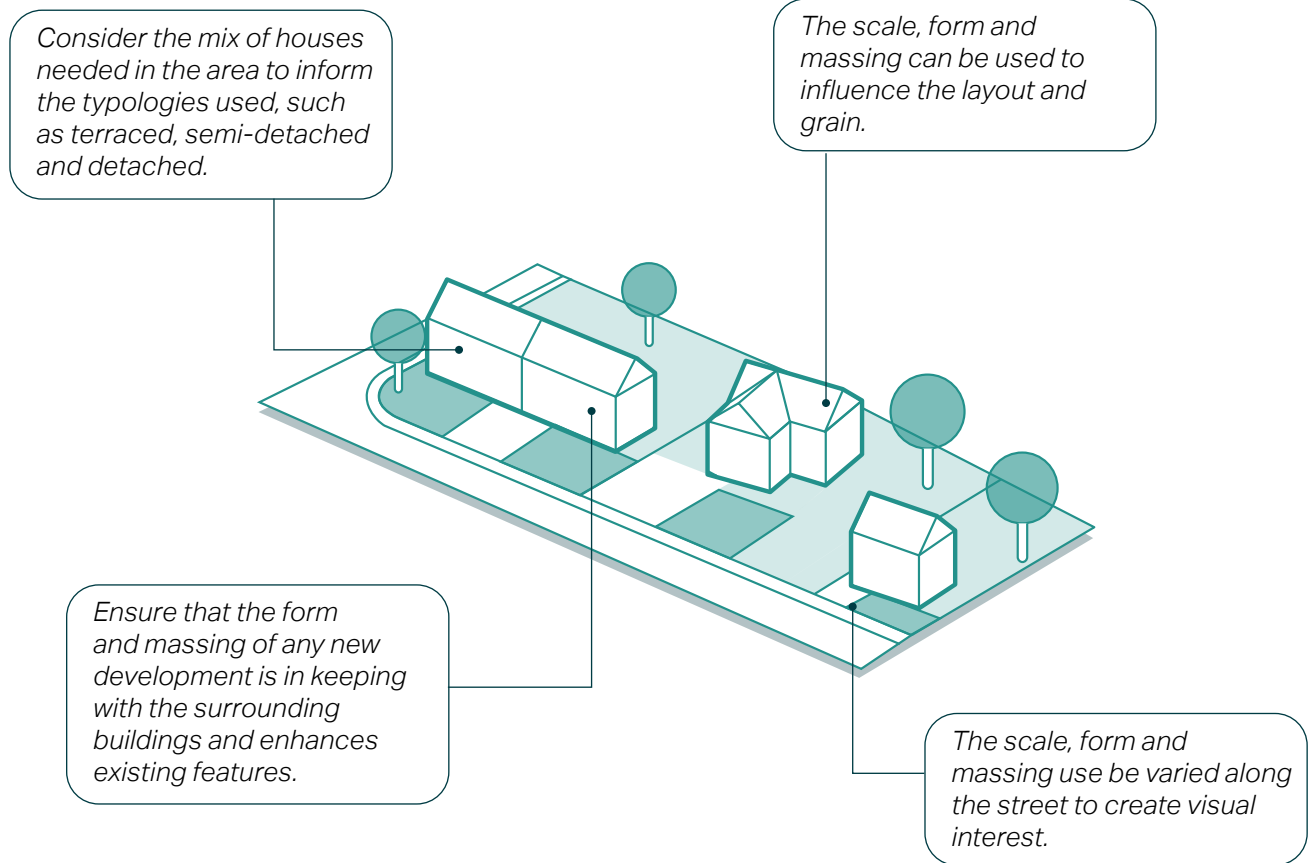 Consider the mix of houses
needed in the area to inform
the typologies used, such
as terraced, semi-detached
and detached.
The scale, form and
massing can be used to
influence the layout and
grain.
Ensure that the form
and massing of any new
development is in keeping
with the surrounding
buildings and enhances
existing features.
The scale, form and
massing use be varied along
the street to create visual
interest.